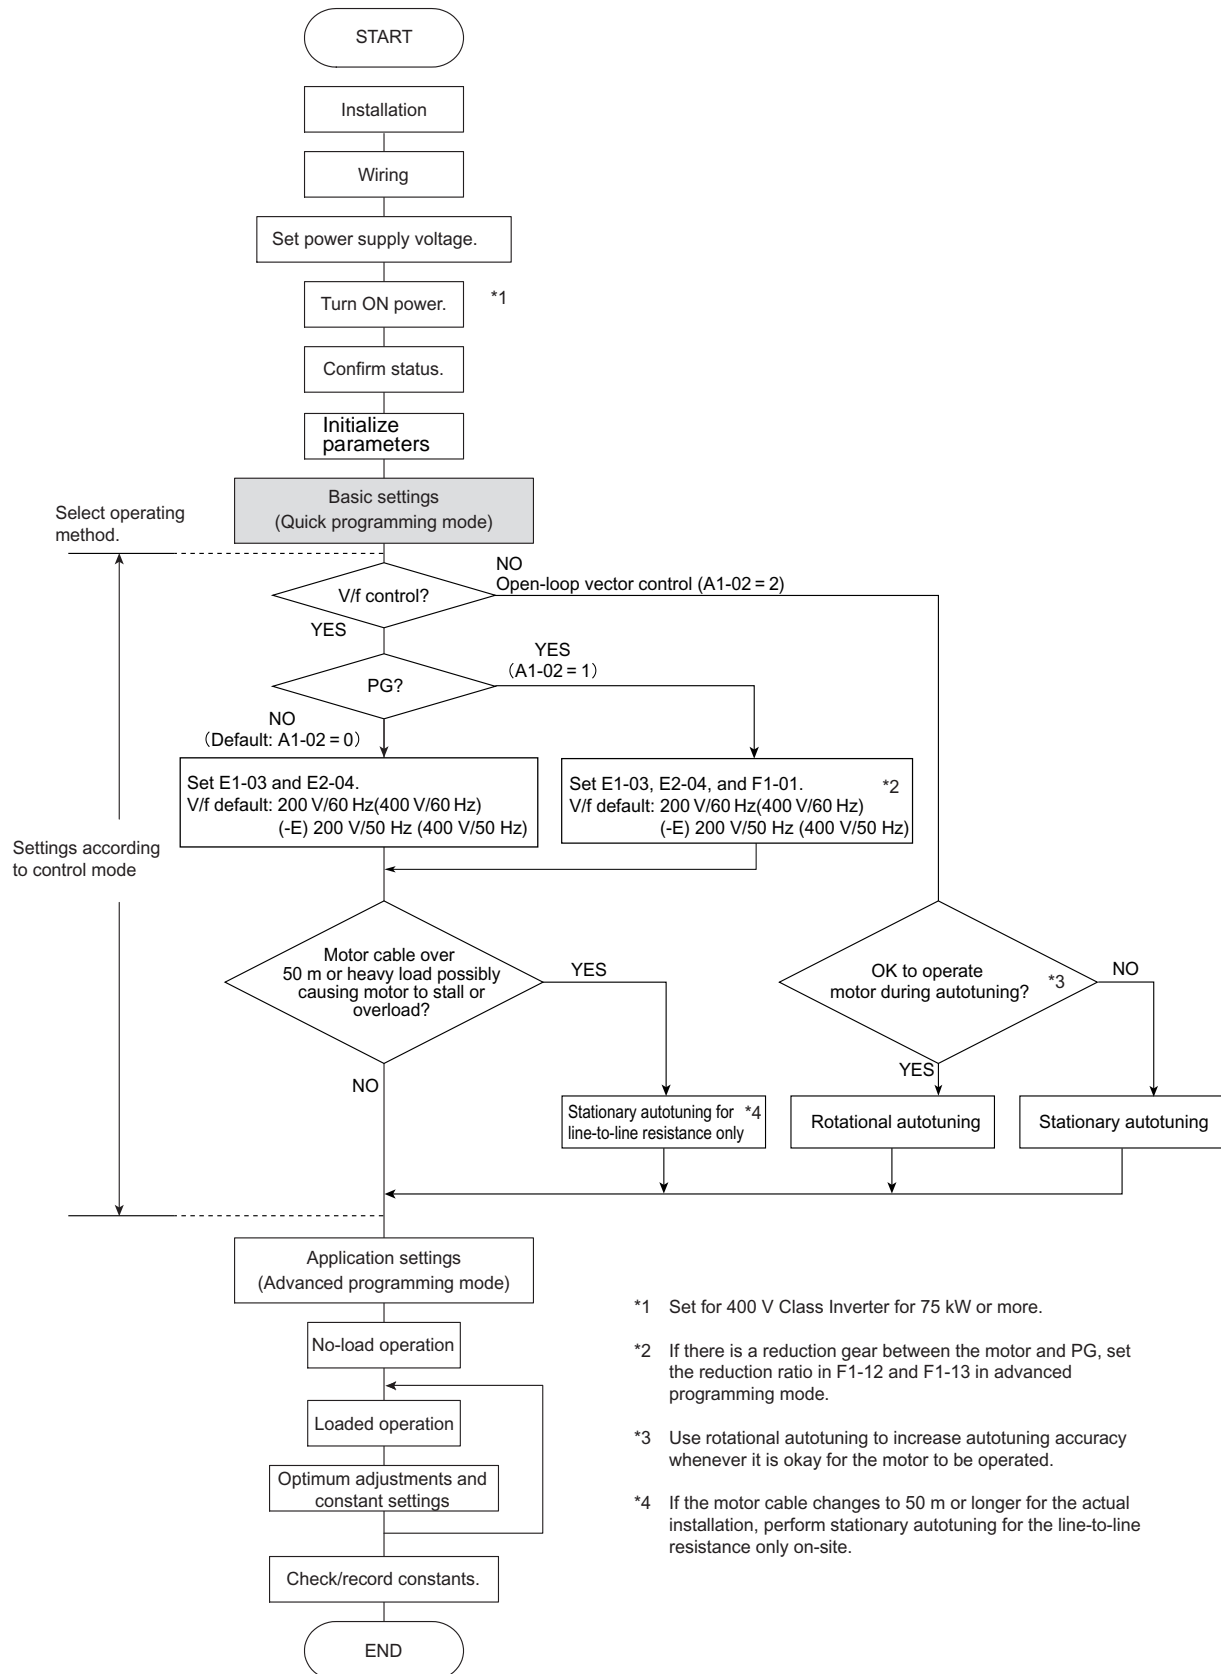 START
Installation
Wiring
Set power supply voltage.
Turn ON power.
*1
Confirm status.
Initialize
parameters
Basic settings
(Quick programming mode)
Select operating
method.
NO
Open-loop vector control (A1-02 = 2)
V/f control?
YES
YES
(A1-02 = 1)
PG?
NO
(Default: A1-02 = 0)
Set E1-03 and E2-04.
V/f default: 200 V/60 Hz(400 V/60 Hz)
(-E) 200 V/50 Hz (400 V/50 Hz)
Set E1-03, E2-04, and F1-01.
*2
V/f default: 200 V/60 Hz(400 V/60 Hz)
(-E) 200 V/50 Hz (400 V/50 Hz)
Settings according
to control mode
Motor cable over
50 m or heavy load possibly
causing motor to stall or
overload?
YES
NO
OK to operate
motor during autotuning?
*3
NO
YES
Stationary autotuning for
line-to-line resistance only
*4
Rotational autotuning
Stationary autotuning
Application settings
(Advanced programming mode)
No-load operation
Loaded operation
Optimum adjustments and
constant settings
Check/record constants.
END
*1 Set for 400 V Class Inverter for 75 kW or more.
*2 If there is a reduction gear between the motor and PG, set
the reduction ratio in F1-12 and F1-13 in advanced
programming mode.
*3 Use rotational autotuning to increase autotuning accuracy
whenever it is okay for the motor to be operated.
*4 If the motor cable changes to 50 m or longer for the actual
installation, perform stationary autotuning for the line-to-line
resistance only on-site.